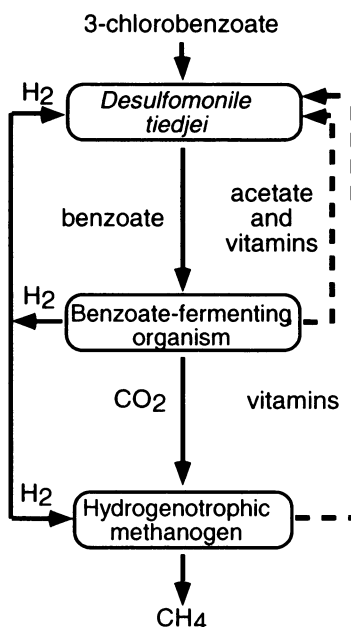 3-chlorobenzoate
H2
Desulfomonile
tiedjei
benzoate
acetate
and
vitamins
H2
Benzoate-fermenting
organism
CO2
vitamins
H2
Hydrogenotrophic
methanogen
CH4